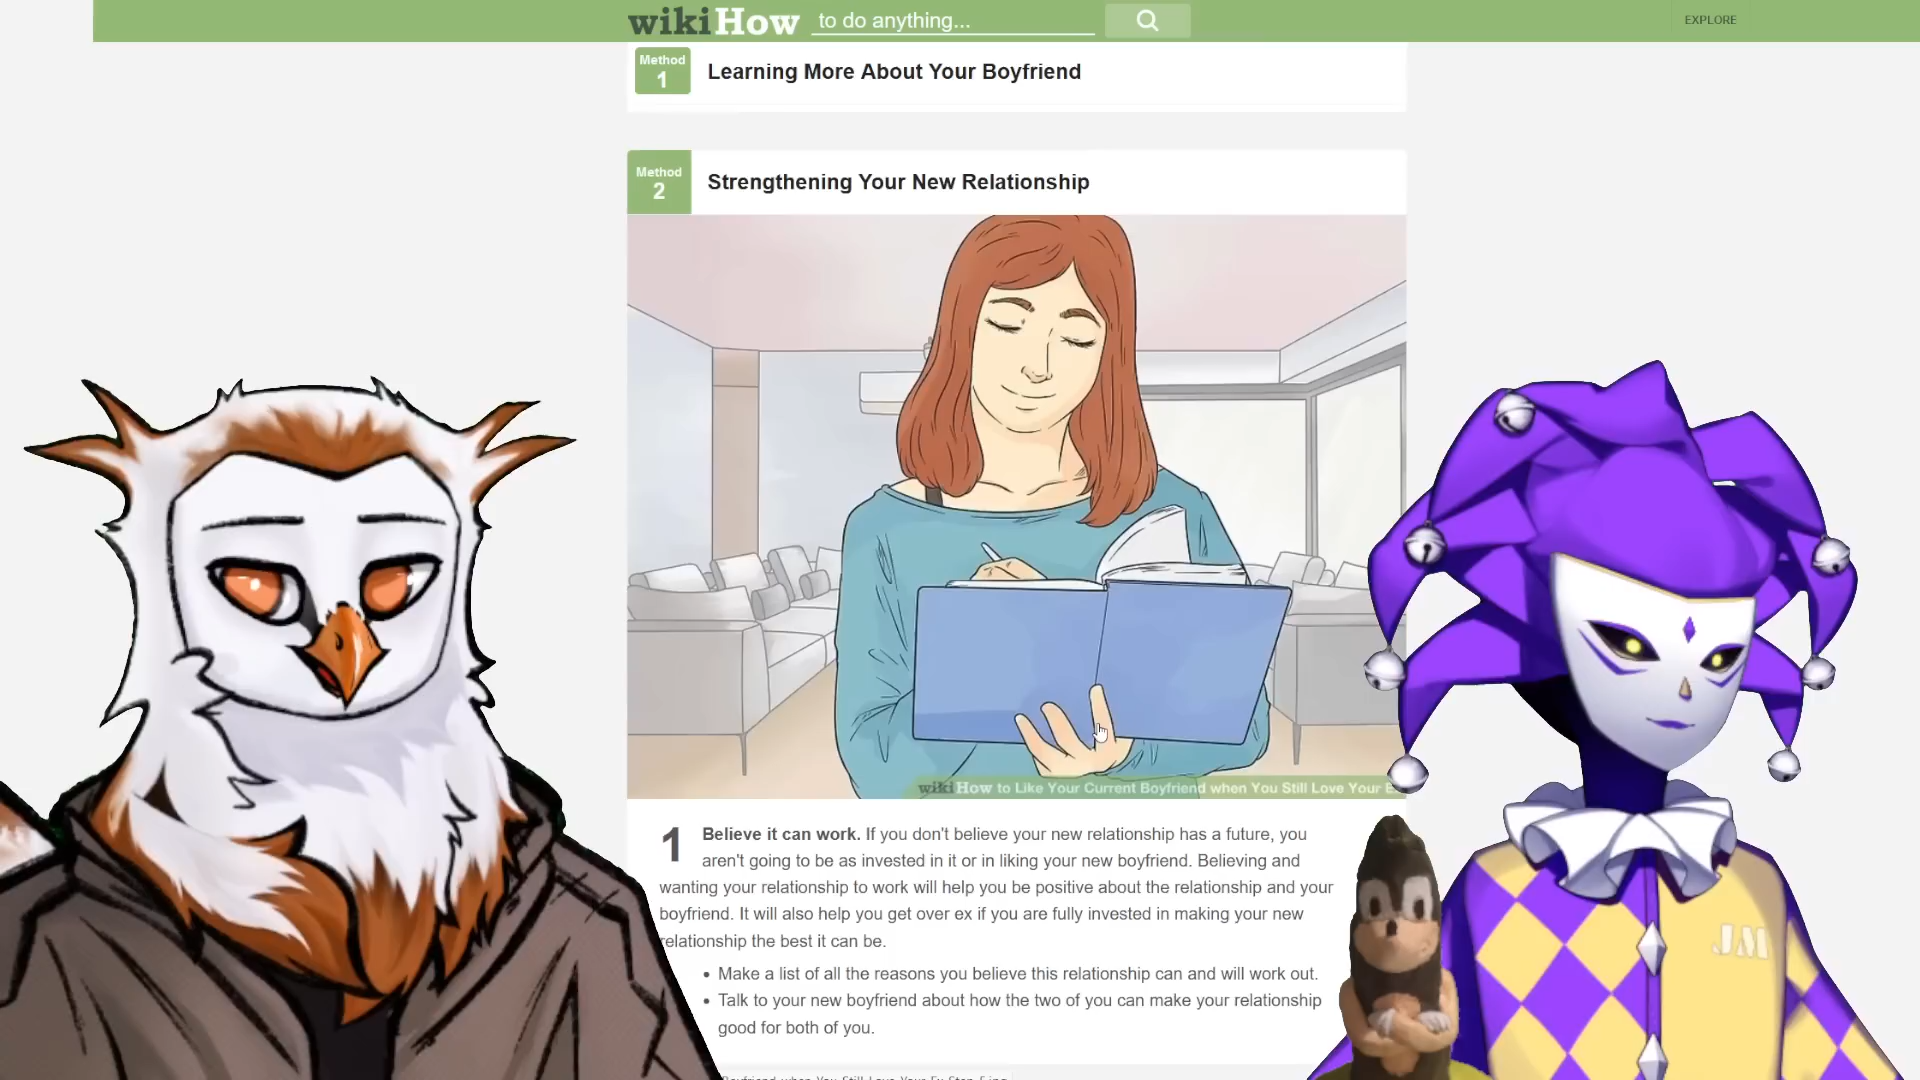 wikiHow to do anything...
EXPLORE
Method
1
Learning More About Your Boyfriend
Method
2
Strengthening Your New Relationship
wikiHow to Like Your Current Boyfriend when You Still Love Your
1
Believe it can work. If you don't believe your new relationship has a future, you
aren't going to be as invested in it or in liking your new boyfriend. Believing and
wanting your relationship to work will help you be positive about the relationship and your
boyfriend. It will also help you get over ex if you are fully invested in making your new
relationship the best it can be.
• Make a list of all the reasons you believe this relationship can and will work out.
• Talk to your new boyfriend about how the two of you can make your relationship
good for both of you.
JM